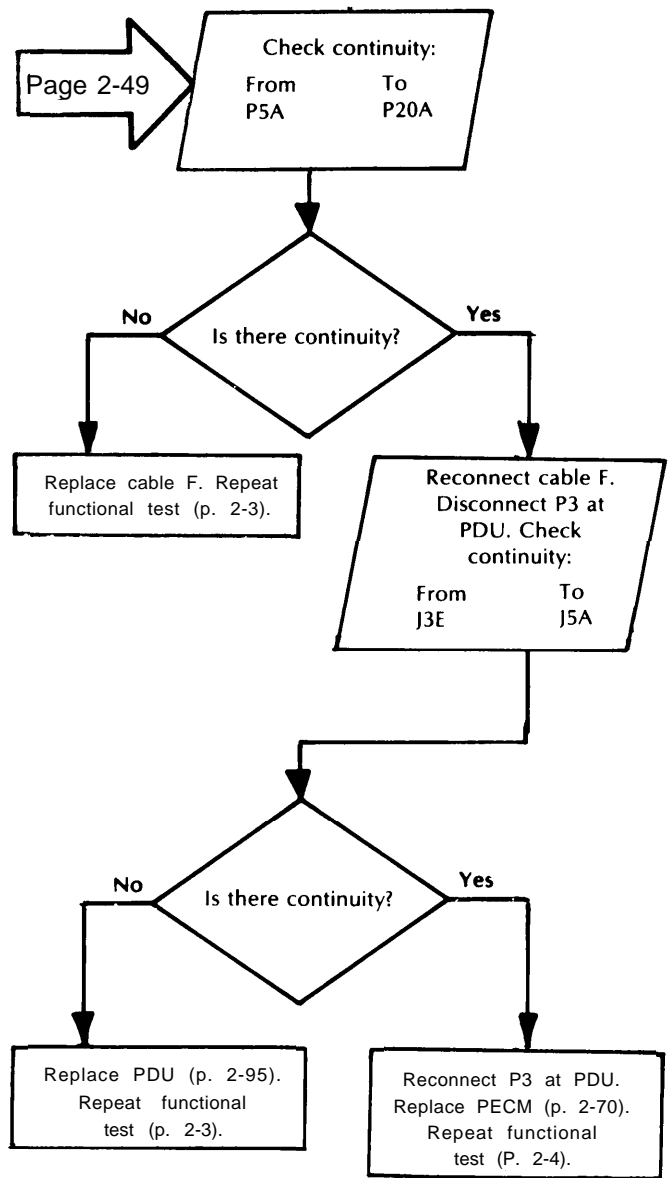 Page 2-49
Check continuity:
From To
P5A P20A
No
Is there continuity?
Yes
Replace cable F. Repeat
functional test (p. 2-3).
Reconnect cable F.
Disconnect P3 at
PDU. Check
continuity:
From To
J3E J5A
No
Is there continuity?
Yes
Replace PDU (p. 2-95).
Repeat functional
test (p. 2-3).
Reconnect P3 at PDU.
Replace PECM (p. 2-70).
Repeat functional
test (P. 2-4).